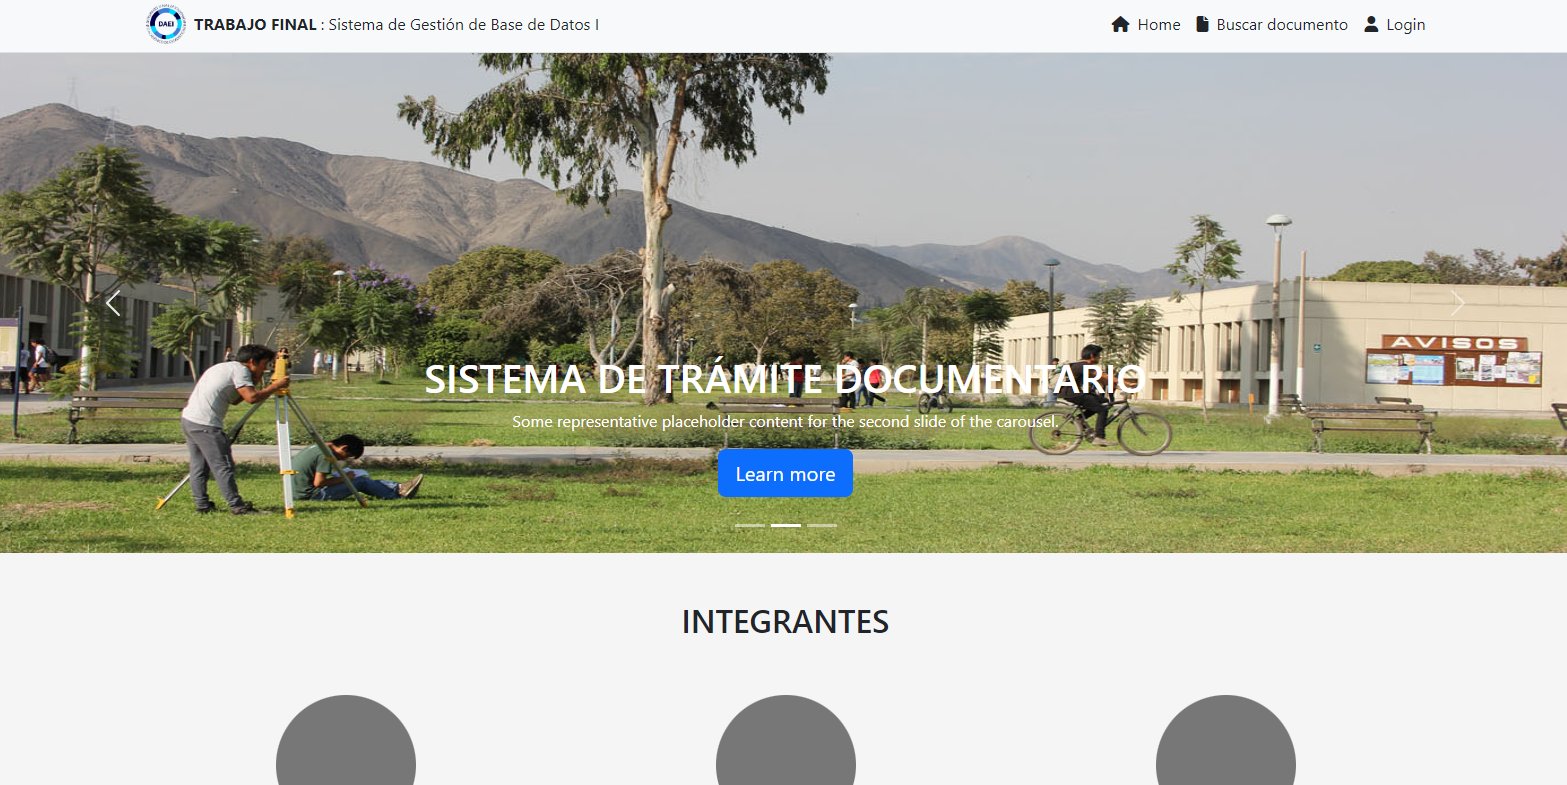 DAEI
TRABAJO FINAL : Sistema de Gestión de Base de Datos I
Home
Buscar documento
Login
AVISOS
SISTEMA DE TRÁMITE DOCUMENTARIO
Some representative placeholder content for the second slide of the carousel.
Learn more
INTEGRANTES